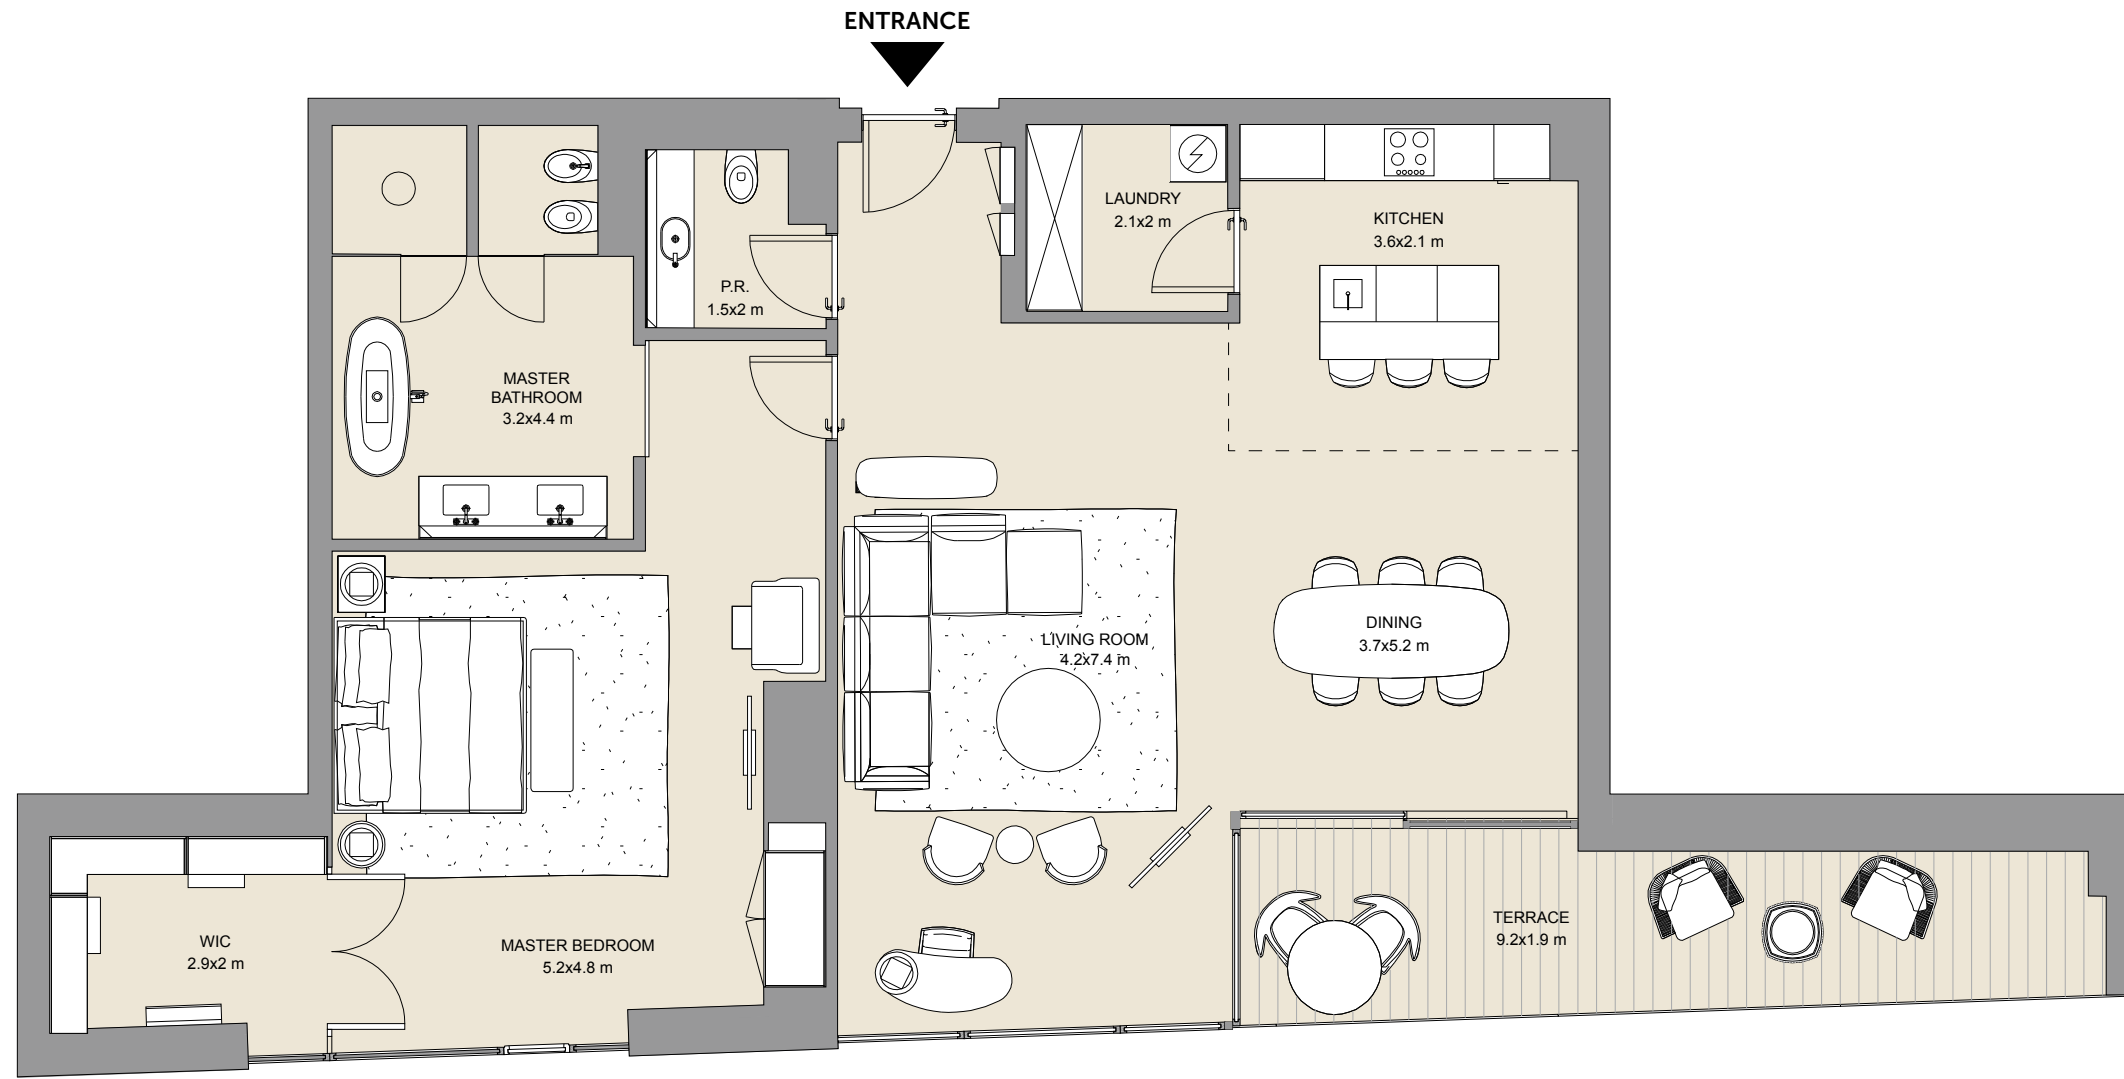 ENTRANCE
LAUNDRY
2.1x2 m
KITCHEN
3.6x2.1 m
P.R.
1.5x2 m
MASTER
BATHROOM
3.2x4.4 m
LIVING ROOM
4.2x7.4 m
DINING
3.7x5.2 m
WIC
2.9x2 m
MASTER BEDROOM
5.2x4.8 m
TERRACE
9.2x1.9 m